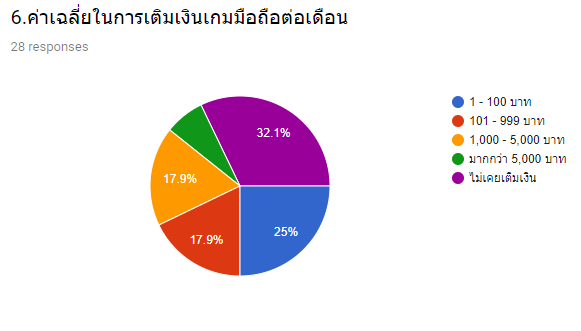 6.ค่าเฉลี่ยในการเติมเงินเกมมือถือต่อเดือน
28 responses
1 - 100 บาท
101 - 999 บาท
1,000 - 5,000 บาท
มากกว่า 5,000 บาท
ไม่เคยเติมเงิน
32.1%
17.9%
17.9%
25%